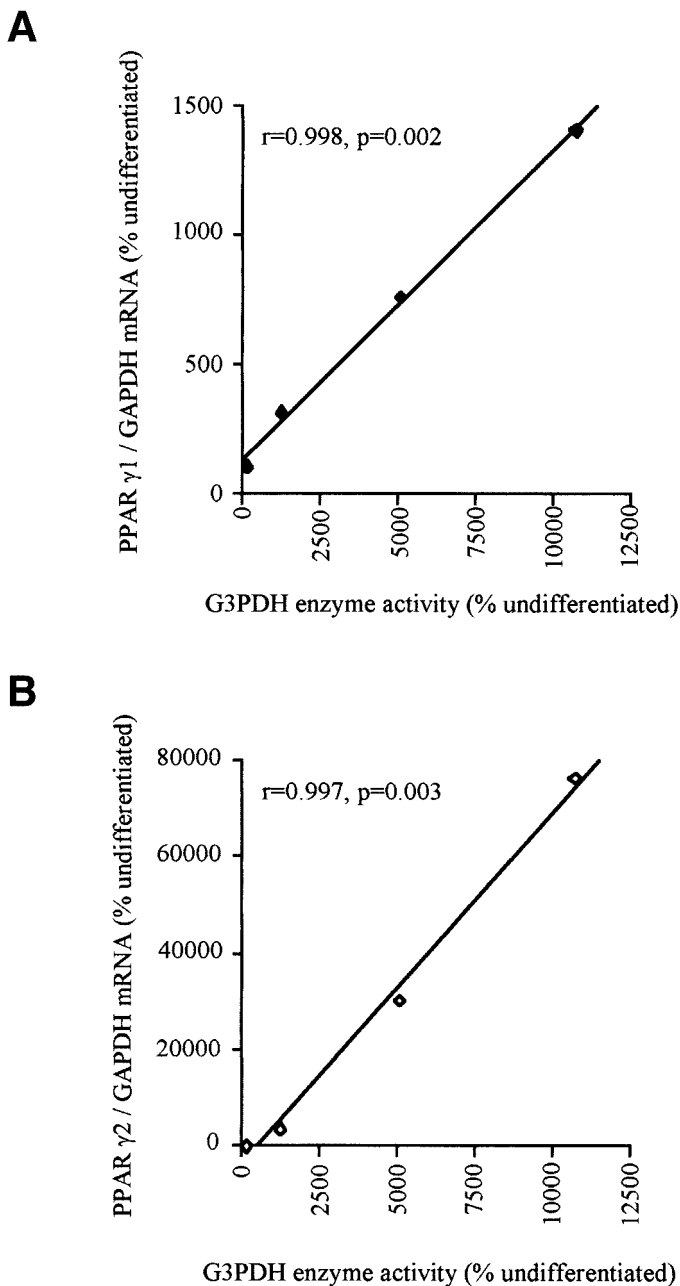 A
PPAR γ1 / GAPDH mRNA (% undifferentiated)
1500
1000
500
0
r=0.998, p=0.002
0
2500
5000
7500
10000
12500
G3PDH enzyme activity (% undifferentiated)
B
PPAR γ2 / GAPDH mRNA (% undifferentiated)
80000
60000
40000
20000
0
r=0.997, p=0.003
0
2500
5000
7500
10000
12500
G3PDH enzyme activity (% undifferentiated)